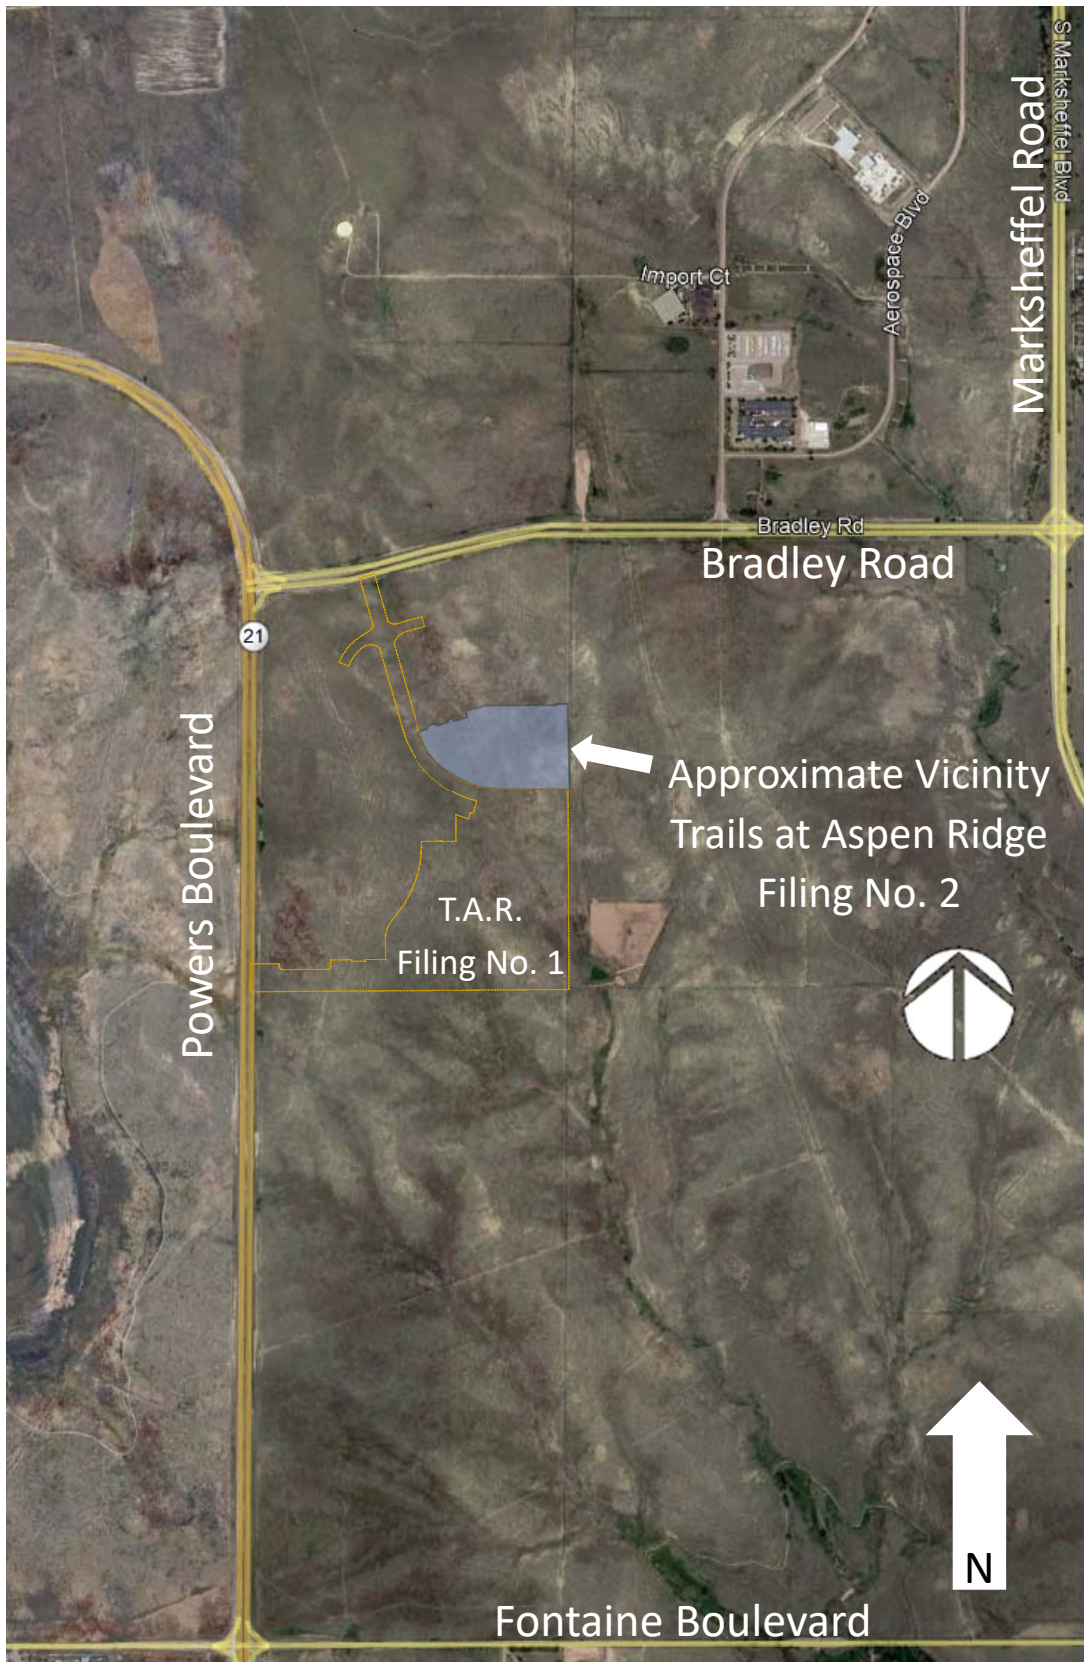 S Marksheffel Blvd
Marksheffel Road
Aerospace Blvd
Import Ct
Bradley Rd
Bradley Road
21
Powers Boulevard
Approximate Vicinity
Trails at Aspen Ridge
Filing No. 2
T.A.R.
Filing No. 1
N
Fontaine Boulevard